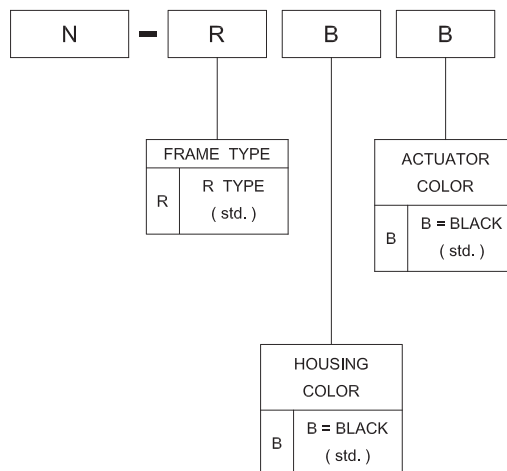 N - R B B
FRAME TYPE
R R TYPE
( std. )
ACTUATOR
COLOR
B B = BLACK
( std. )
HOUSING
COLOR
B B = BLACK
( std. )